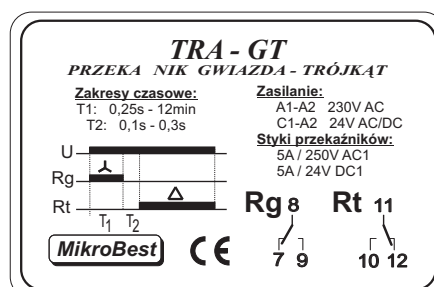 TRA - GT
PRZEKA NIK GWIAZDA - TRÓJKĄT
Zakresy czasowe:
T1: 0,25s - 12min
T2: 0,1s - 0,3s
Zasilanie:
A1-A2 230V AC
C1-A2 24V AC/DC
Styki przekaźników:
5A / 250V AC1
5A / 24V DC1
U
Rg
Rt
T1 T2
Rg 8
7 9
Rt 11
10 12
MikroBest
CE